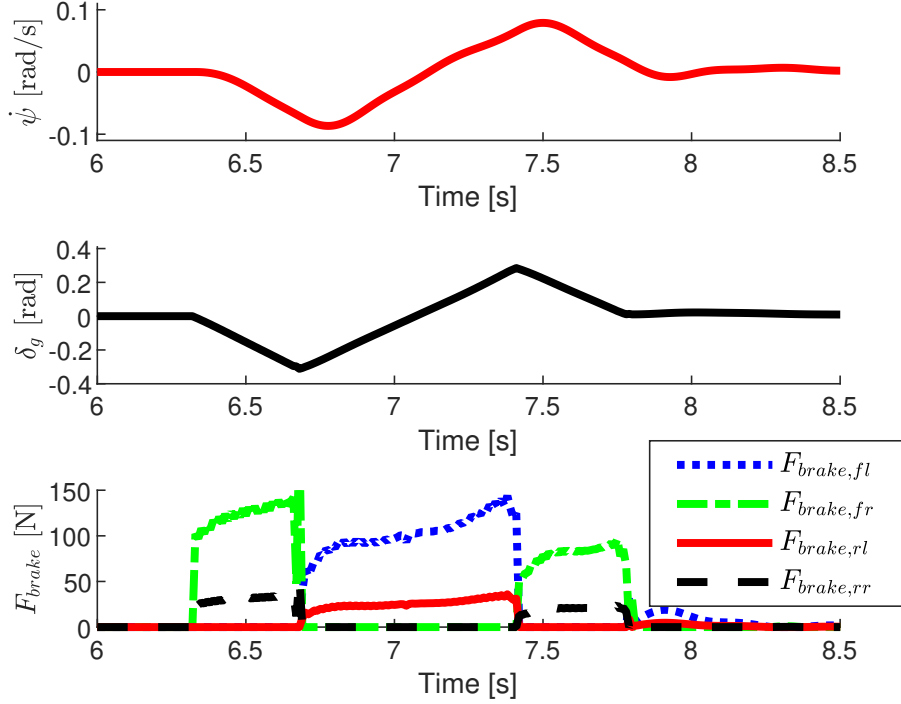 0.1
0
-0.1
ψ̇ [rad/s]
6 6.5 7 7.5 8 8.5
Time [s]
0.4
0.2
0
-0.2
-0.4
δ_g [rad]
6 6.5 7 7.5 8 8.5
Time [s]
150
100
50
0
F_brake [N]
F_brake,fl
F_brake,fr
F_brake,rl
F_brake,rr
6 6.5 7 7.5 8 8.5
Time [s]